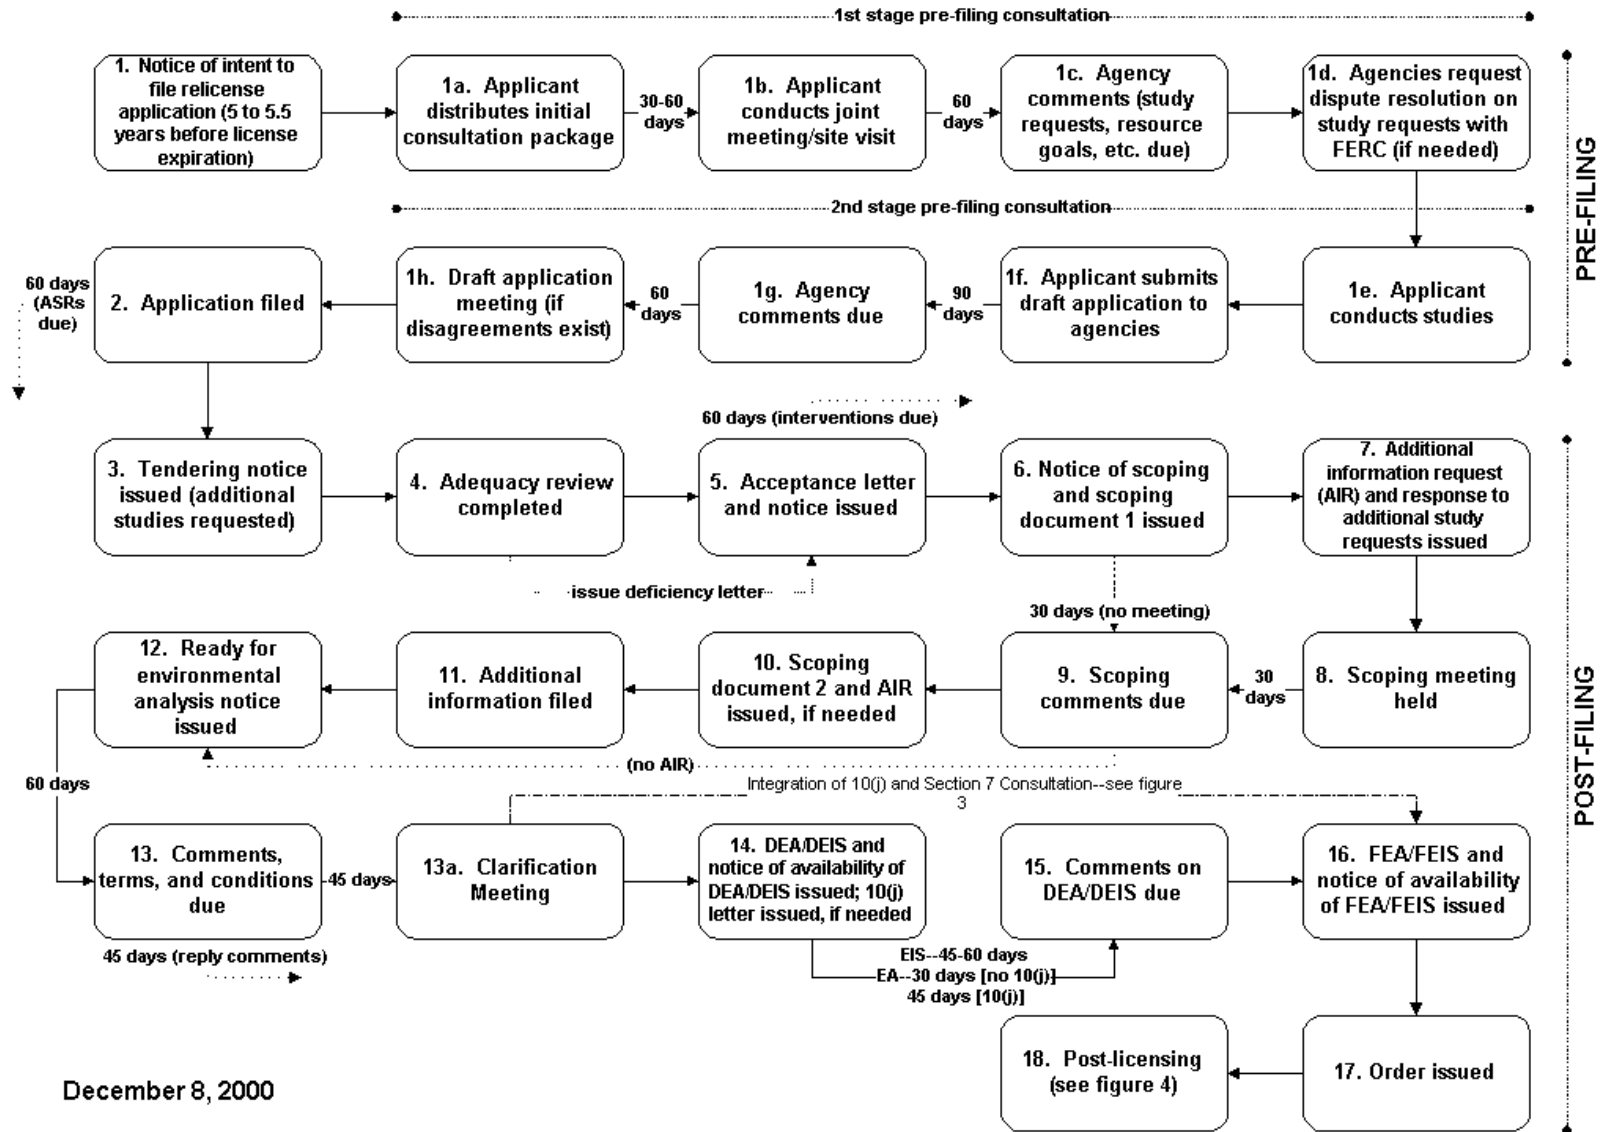 1st stage pre-filing consultation
1. Notice of intent to
file relicense
application (5 to 5.5
years before license
expiration)
1a. Applicant
distributes initial
consultation package
30-60
days
1b. Applicant
conducts joint
meeting/site visit
60
days
1c. Agency
comments (study
requests, resource
goals, etc. due)
1d. Agencies request
dispute resolution on
study requests with
FERC (if needed)
PRE-FILING
2nd stage pre-filing consultation
60 days
(ASRs
due)
2. Application filed
1h. Draft application
meeting (if
disagreements exist)
60
days
1g. Agency
comments due
90
days
1f. Applicant submits
draft application to
agencies
1e. Applicant
conducts studies
60 days (interventions due)
3. Tendering notice
issued (additional
studies requested)
4. Adequacy review
completed
5. Acceptance letter
and notice issued
6. Notice of scoping
and scoping
document 1 issued
7. Additional
information request
(AIR) and response to
additional study
requests issued
issue deficiency letter
30 days (no meeting)
12. Ready for
environmental
analysis notice
issued
11. Additional
information filed
10. Scoping
document 2 and AIR
issued, if needed
9. Scoping
comments due
30
days
8. Scoping meeting
held
POST-FILING
(no AIR)
60 days
Integration of 10(j) and Section 7 Consultation--see figure
3
13. Comments,
terms, and conditions
due
45 days
13a. Clarification
Meeting
14. DEA/DEIS and
notice of availability of
DEA/DEIS issued; 10(j)
letter issued, if needed
15. Comments on
DEA/DEIS due
16. FEA/FEIS and
notice of availability
of FEA/FEIS issued
45 days (reply comments)
EIS--45-60 days
EA--30 days [no 10(j)]
45 days [10(j)]
18. Post-licensing
(see figure 4)
17. Order issued
December 8, 2000